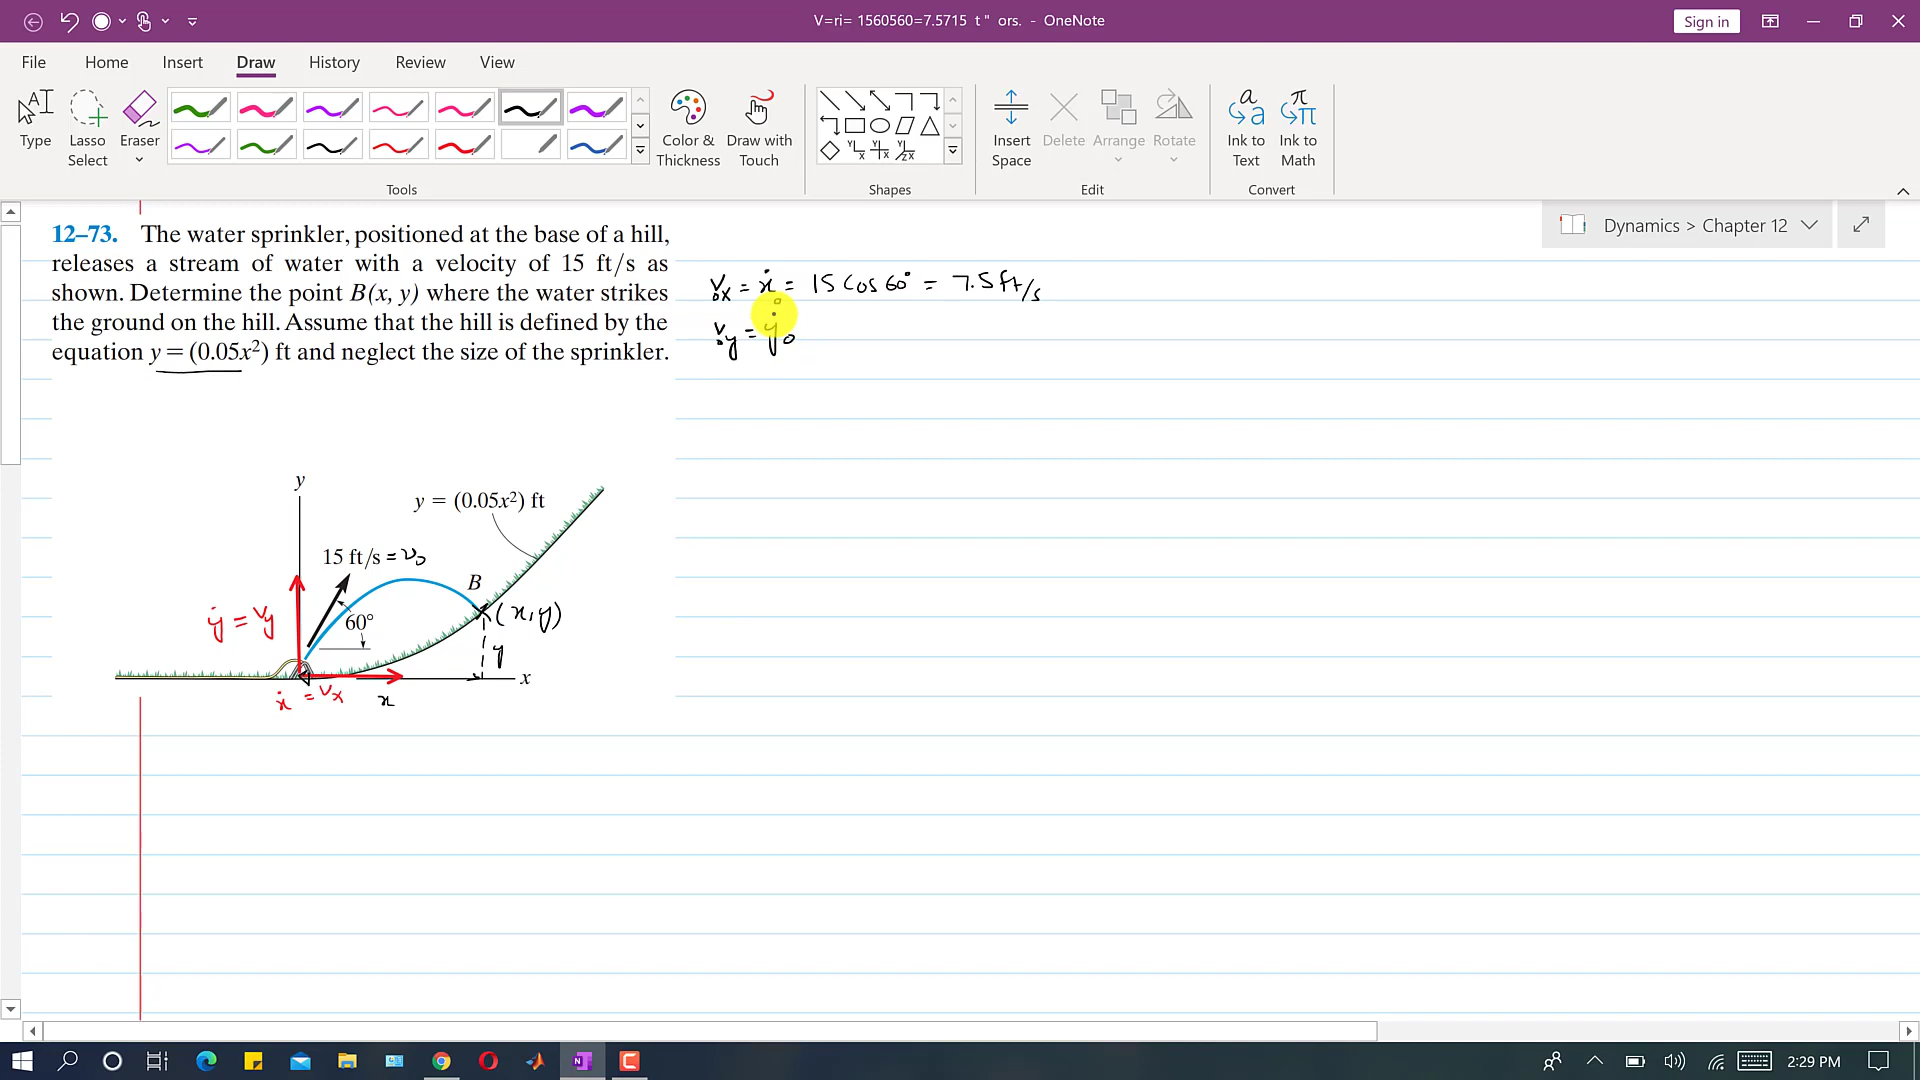 V=ri= 1560560=7.5715 t " ors. - OneNote
Sign in
File Home Insert Draw History Review View
Type
Lasso Select
Eraser
Color & Thickness
Draw with Touch
Insert Space
Delete
Arrange
Rotate
Ink to Text
Ink to Math
Tools
Shapes
Edit
Convert
Dynamics > Chapter 12
12–73. The water sprinkler, positioned at the base of a hill,
releases a stream of water with a velocity of 15 ft/s as
shown. Determine the point B(x, y) where the water strikes
the ground on the hill. Assume that the hill is defined by the
equation y = (0.05x²) ft and neglect the size of the sprinkler.
v₀ₓ = ẋ₀ = 15 Cos 60° = 7.5 ft/s
v₀y = ẏ₀
y
y = (0.05x²) ft
15 ft/s = v₀
B
(x, y)
60°
ẏ = vy
y
x
ẋ = vx
x
2:29 PM